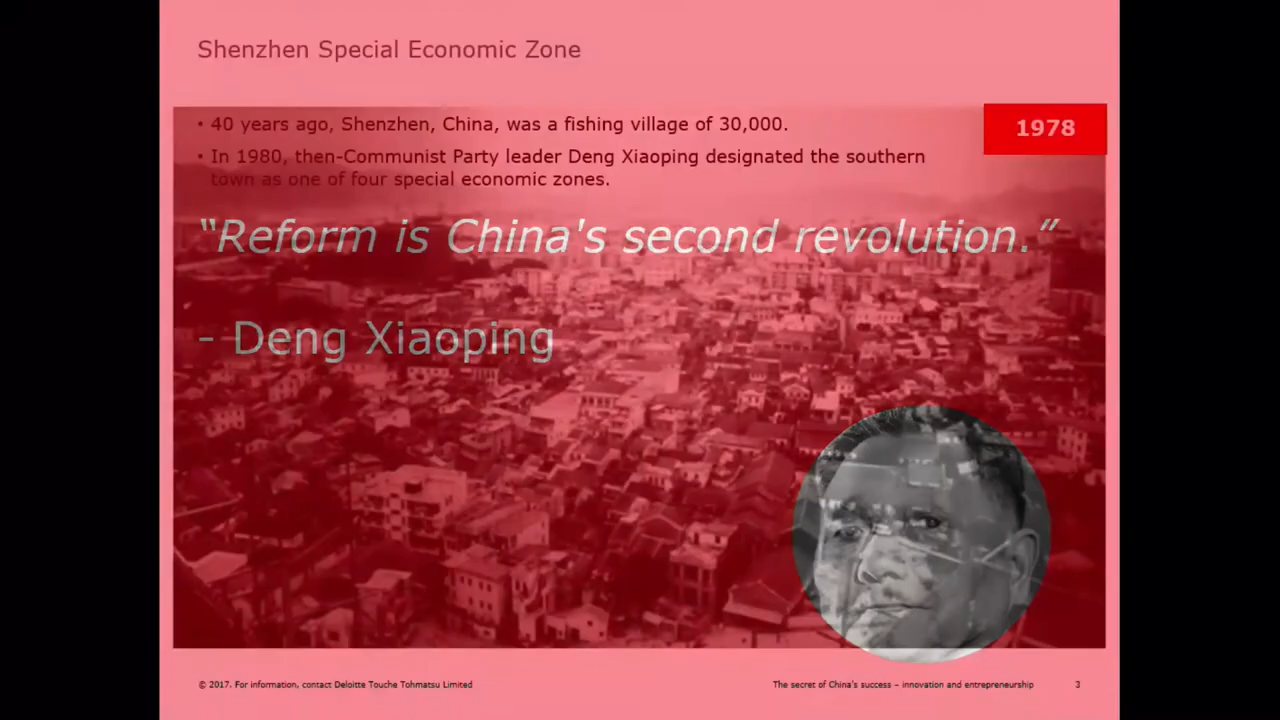 Shenzhen Special Economic Zone
• 40 years ago, Shenzhen, China, was a fishing village of 30,000.
1978
• In 1980, then-Communist Party leader Deng Xiaoping designated the southern
town as one of four special economic zones.
“Reform is China's second revolution.”
- Deng Xiaoping
© 2017. For information, contact Deloitte Touche Tohmatsu Limited
The secret of China's success – innovation and entrepreneurship 3